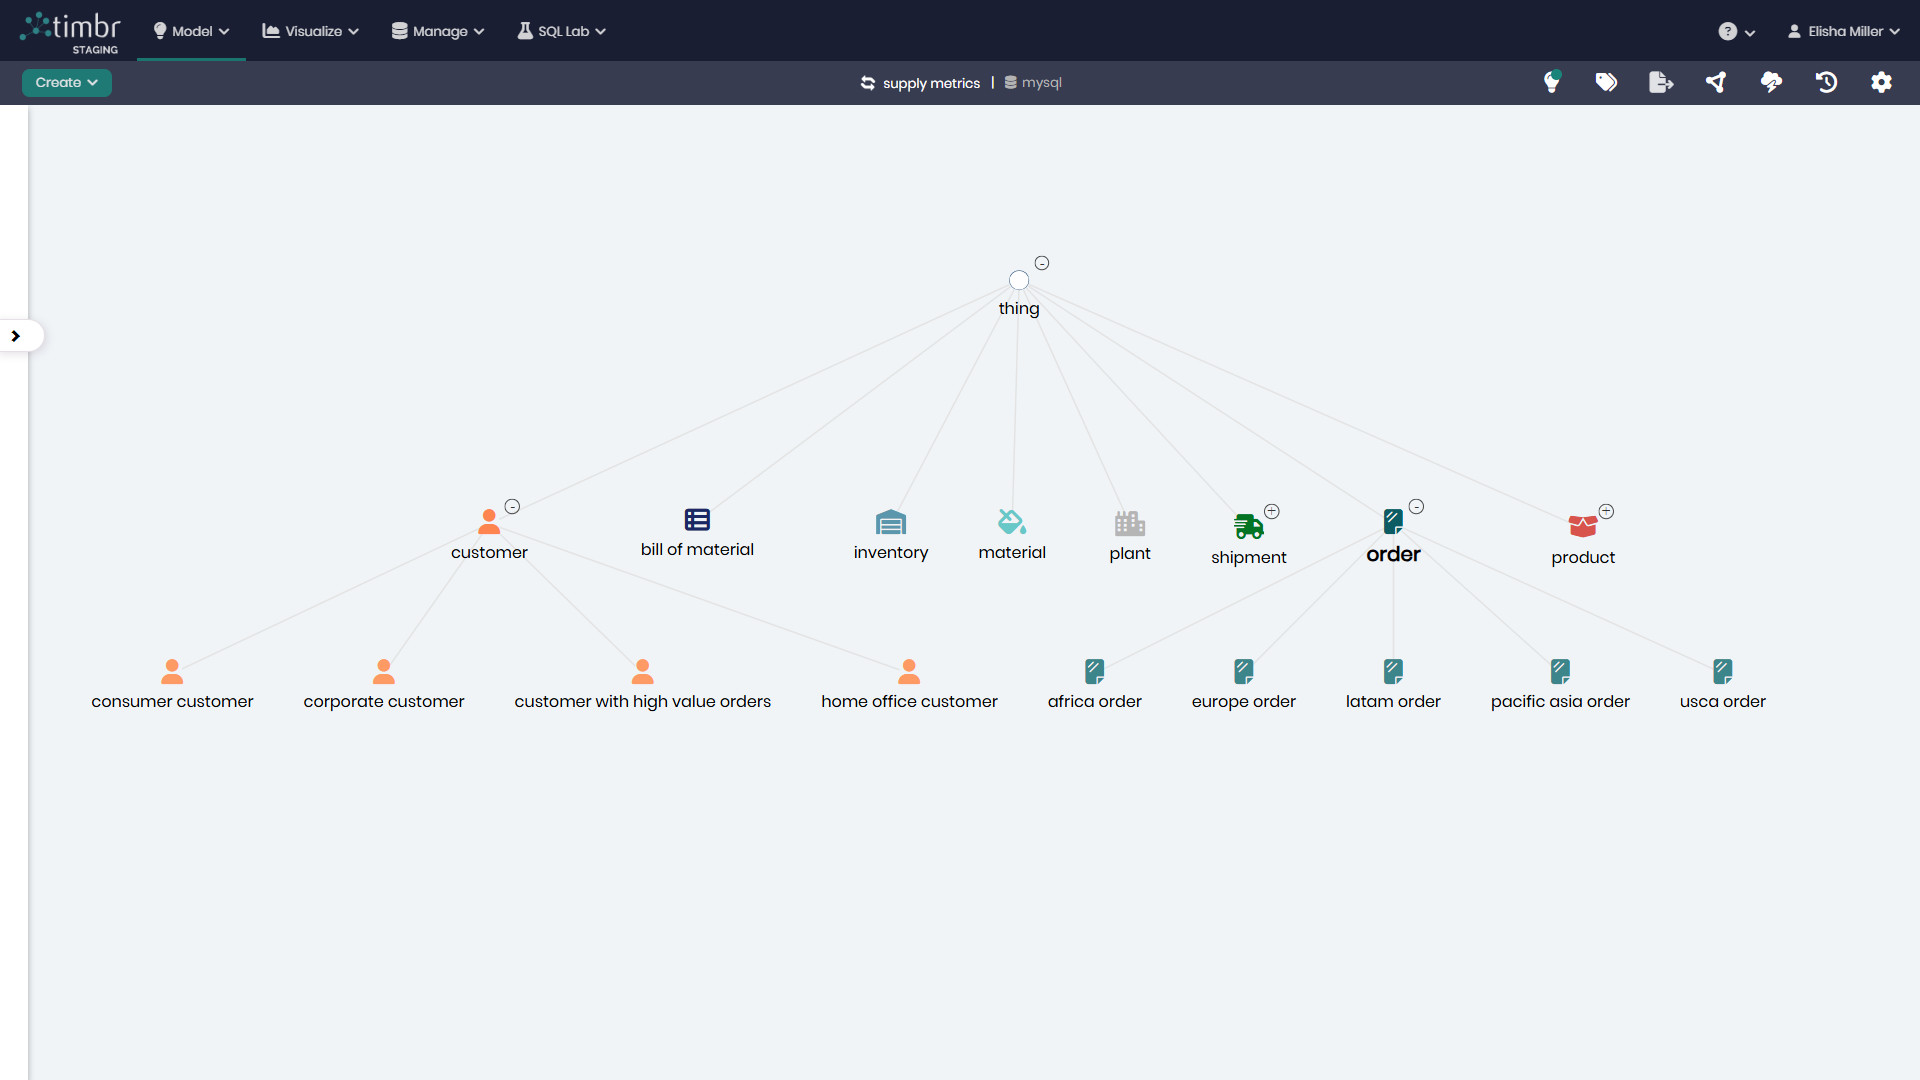 timbr
STAGING
Model
Visualize
Manage
SQL Lab
?
Elisha Miller
Create
supply metrics | mysql
thing
customer
bill of material
inventory
material
plant
shipment
order
product
consumer customer
corporate customer
customer with high value orders
home office customer
africa order
europe order
latam order
pacific asia order
usca order